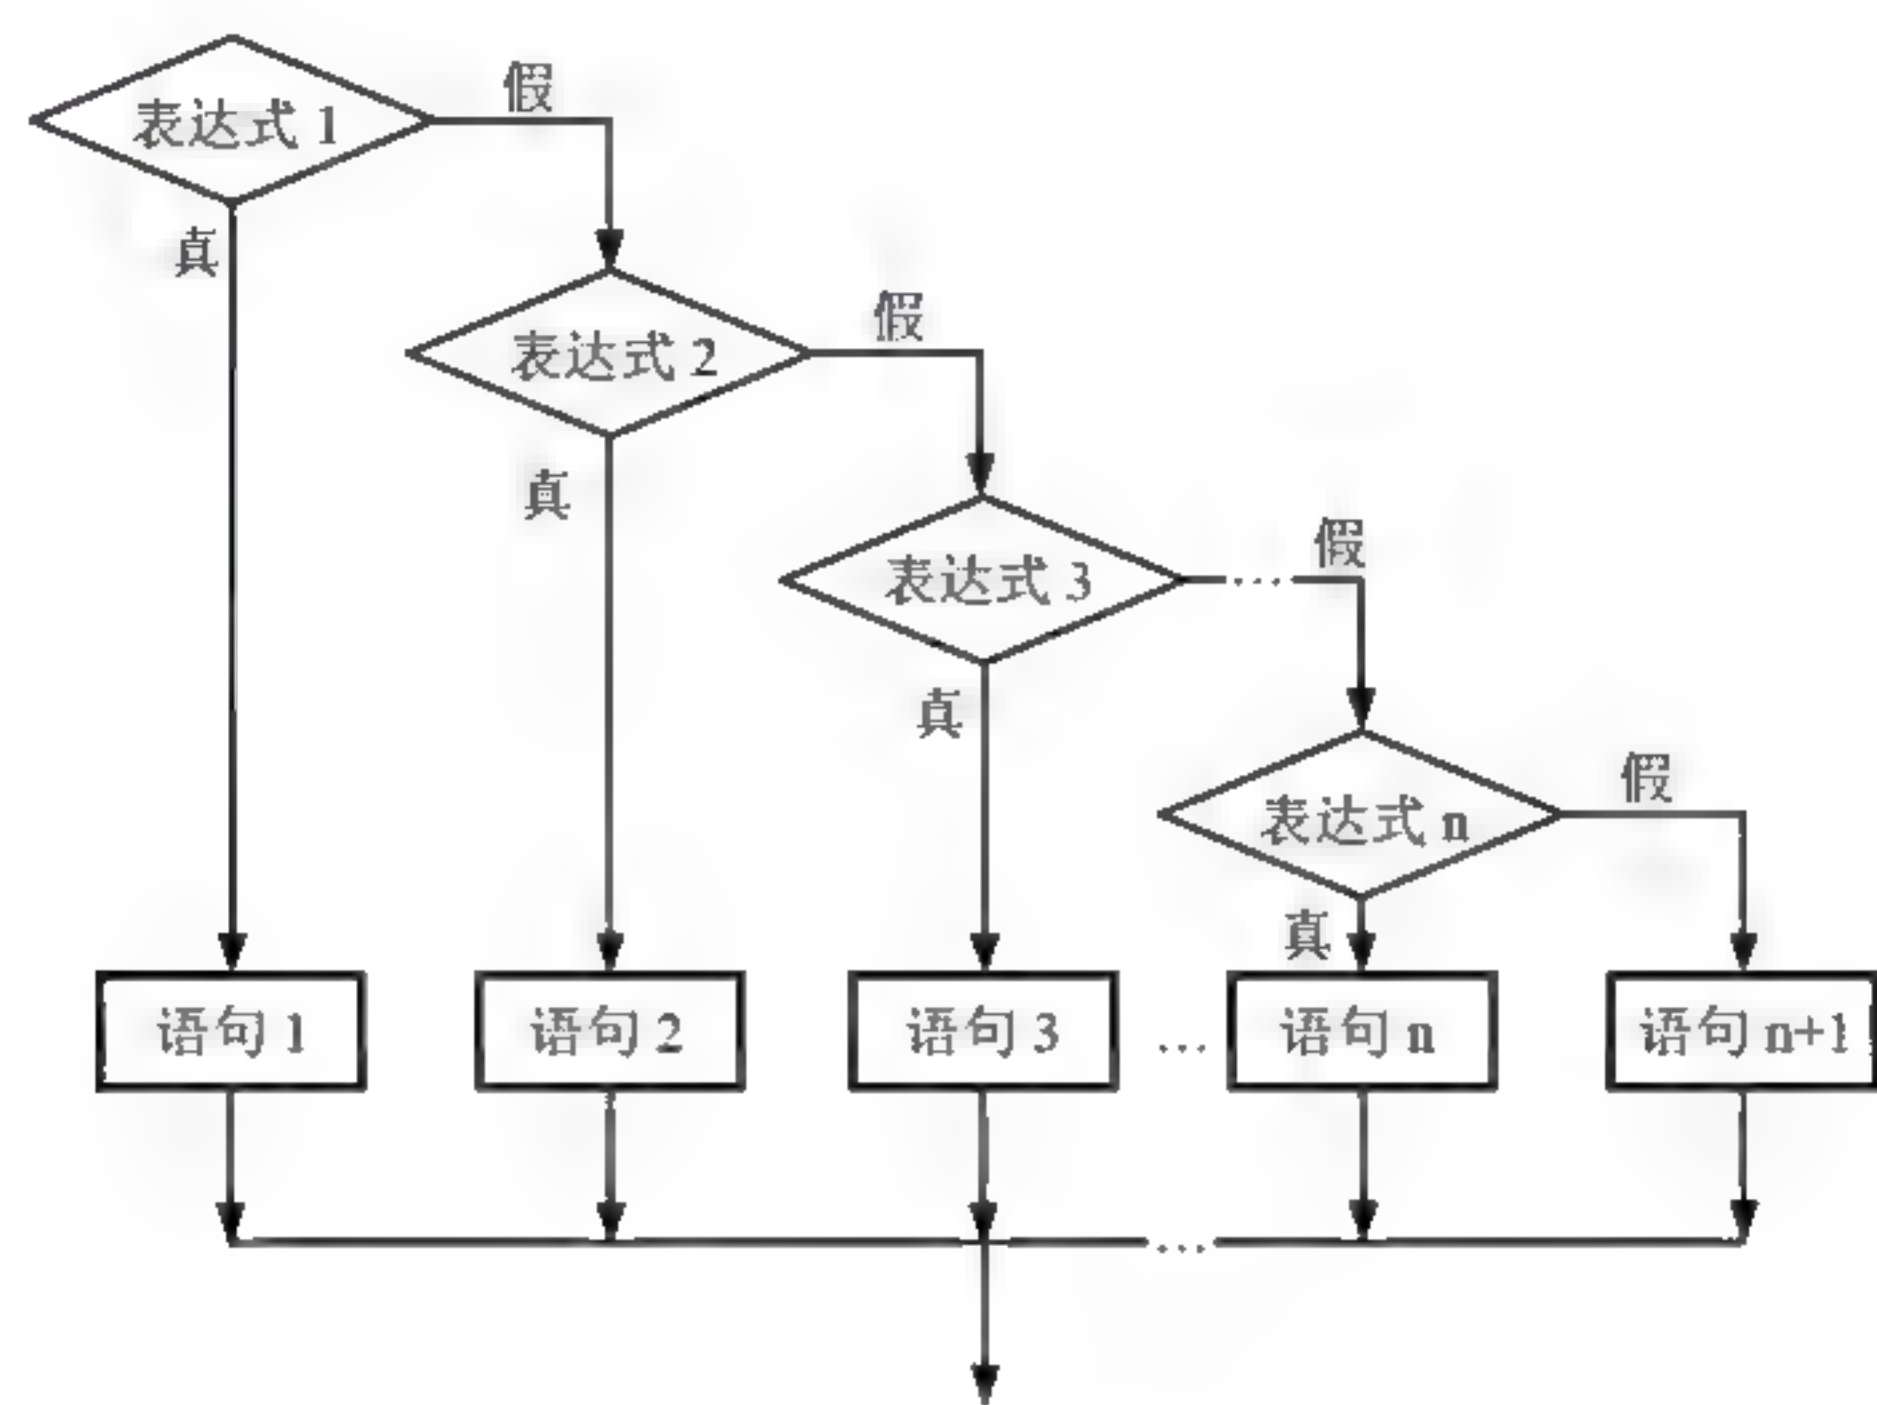 假
表达式 1
真
假
表达式 2
真
假
表达式 3
…
真
假
表达式 n
真
语句 1
语句 2
语句 3
…
语句 n
语句 n+1
…